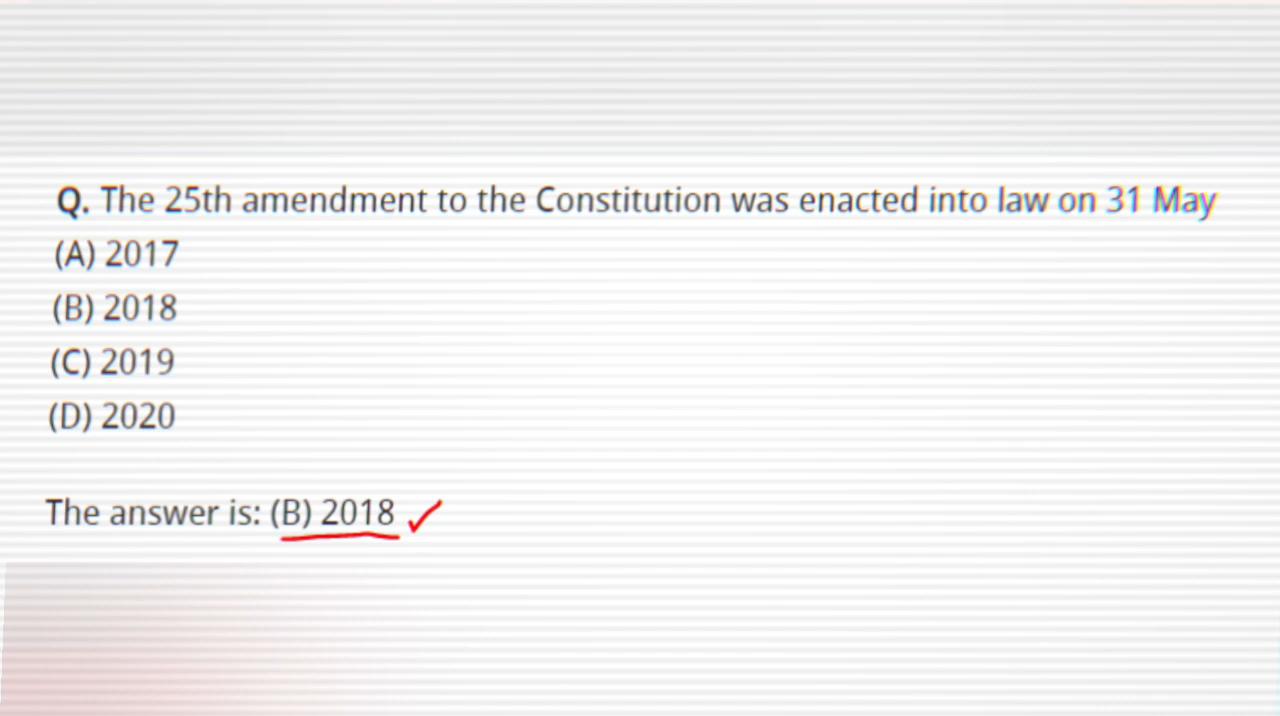 Q. The 25th amendment to the Constitution was enacted into law on 31 May
(A) 2017
(B) 2018
(C) 2019
(D) 2020
The answer is: (B) 2018